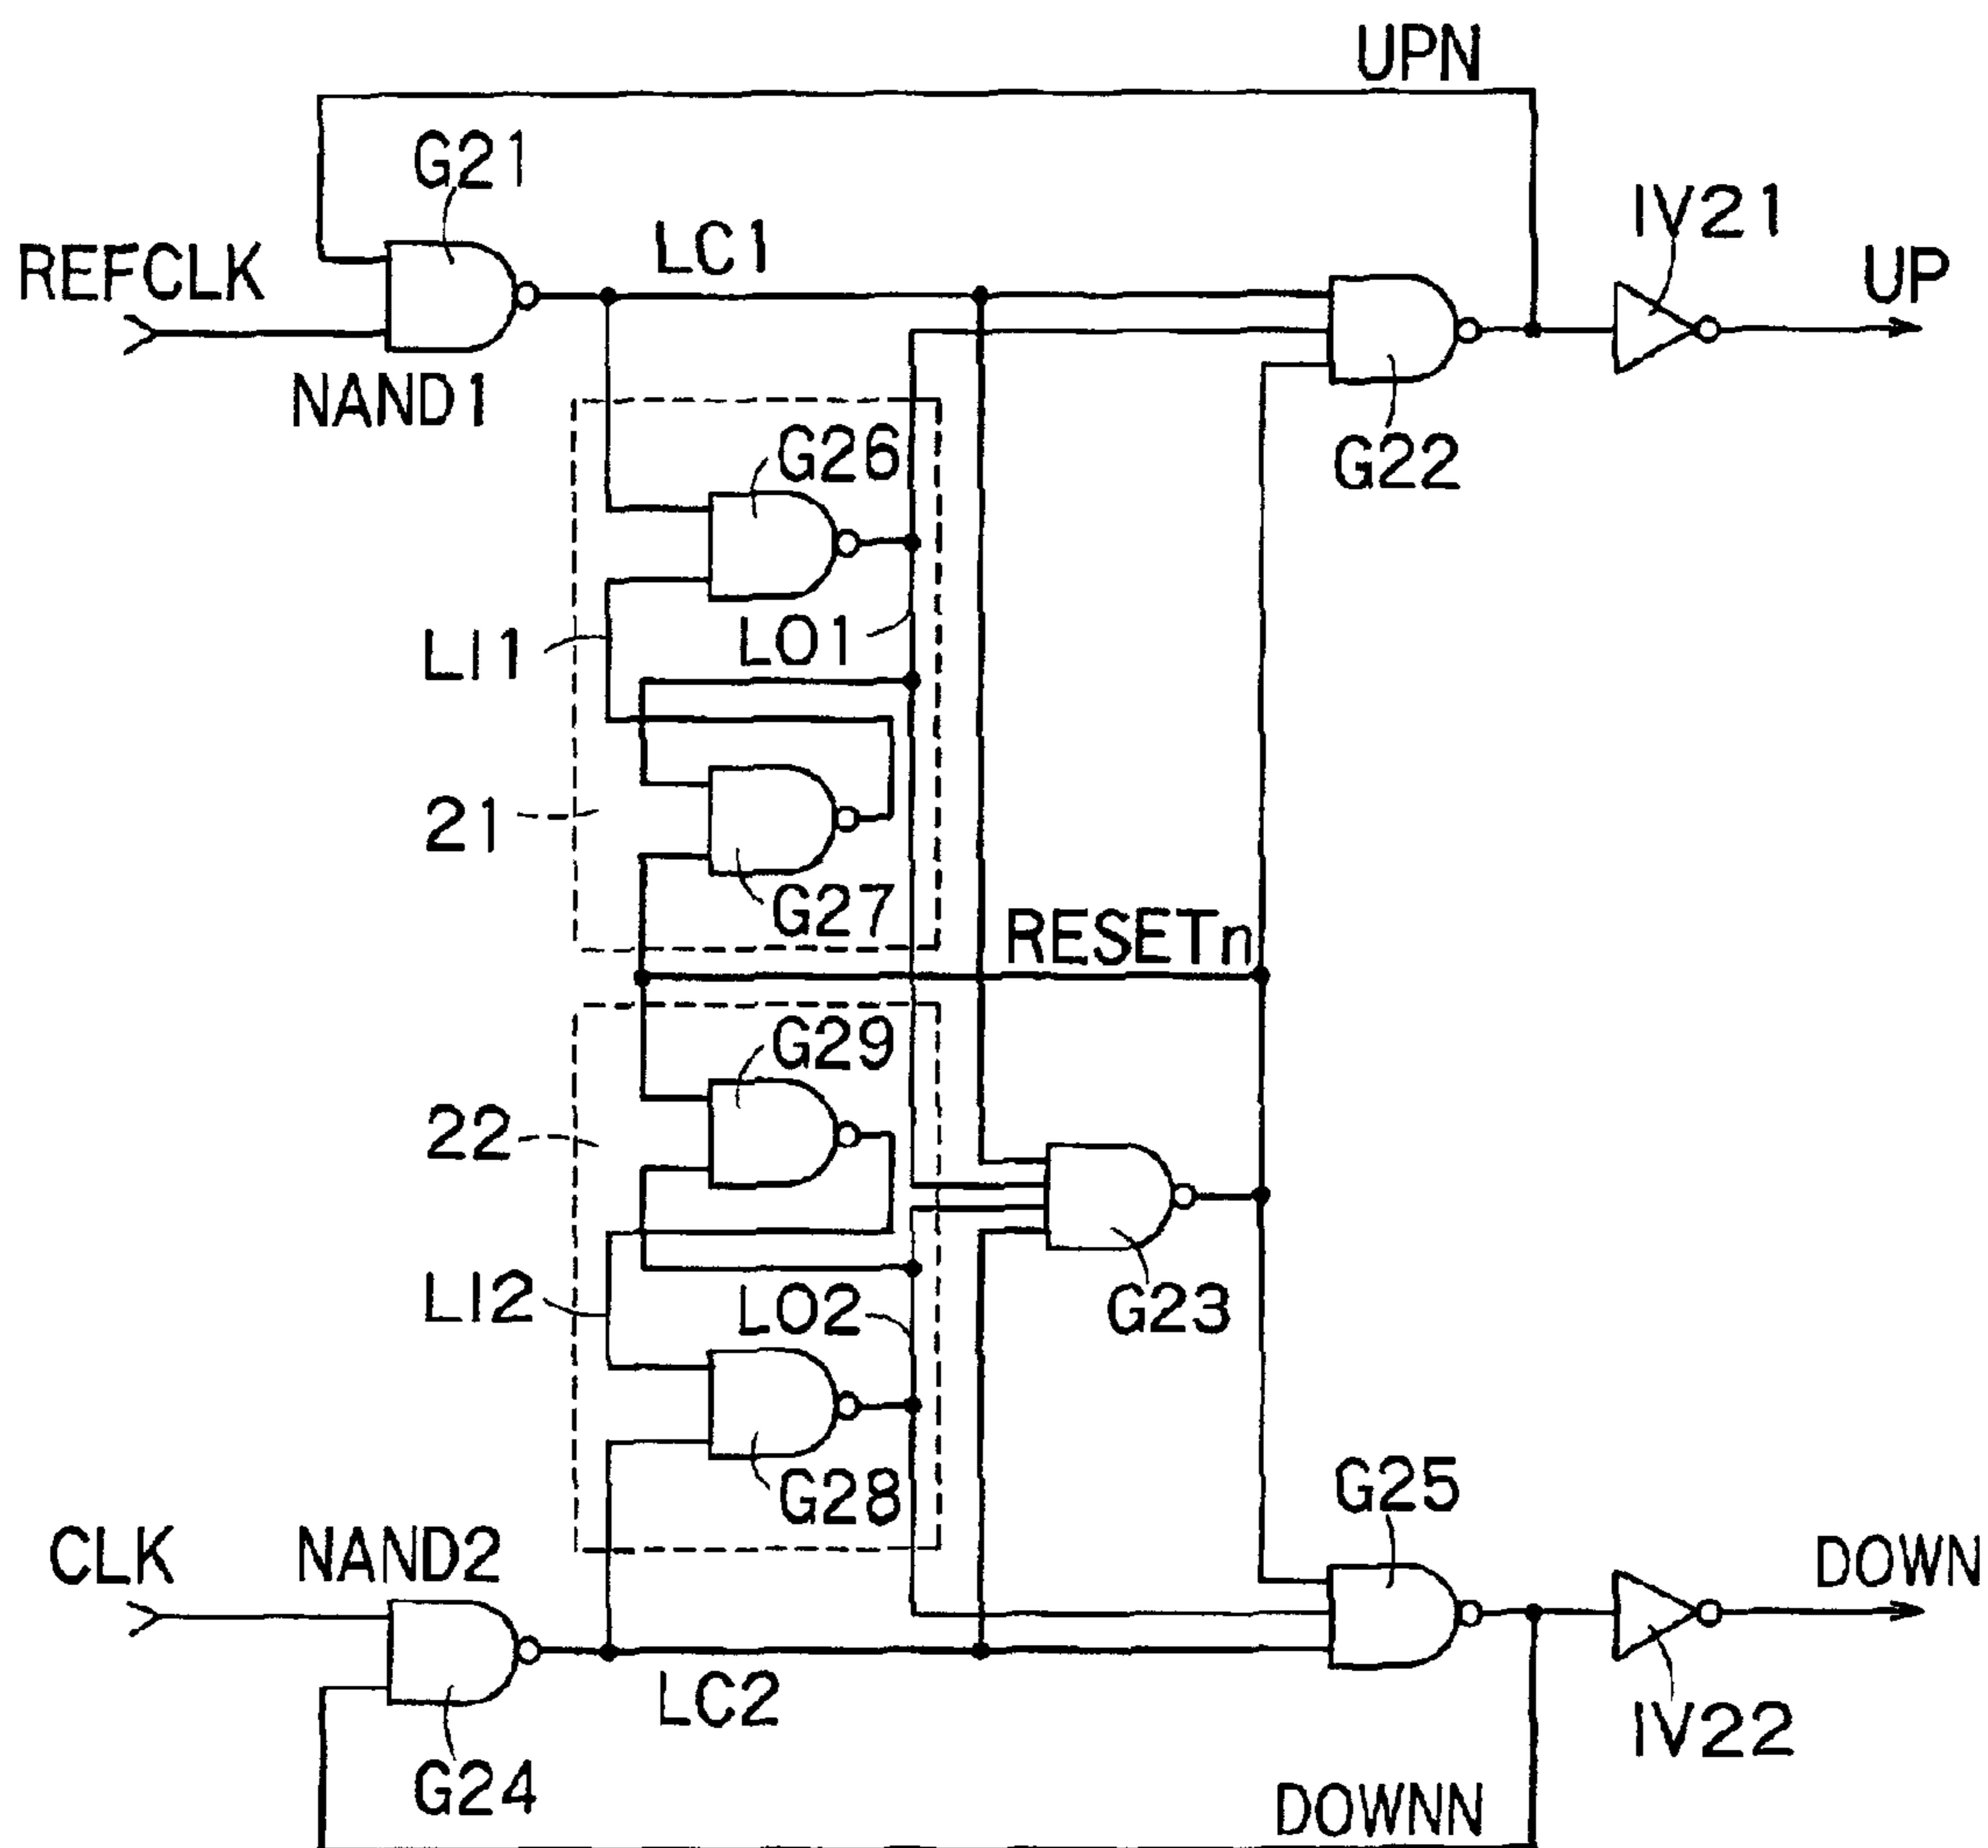 UPN
G21
IV21
REFCLK
LC1
UP
NAND1
G26
G22
LI1
LO1
21
G27
RESETn
G29
22
LI2
LO2
G23
G28
G25
CLK
NAND2
DOWN
LC2
IV22
G24
DOWNN